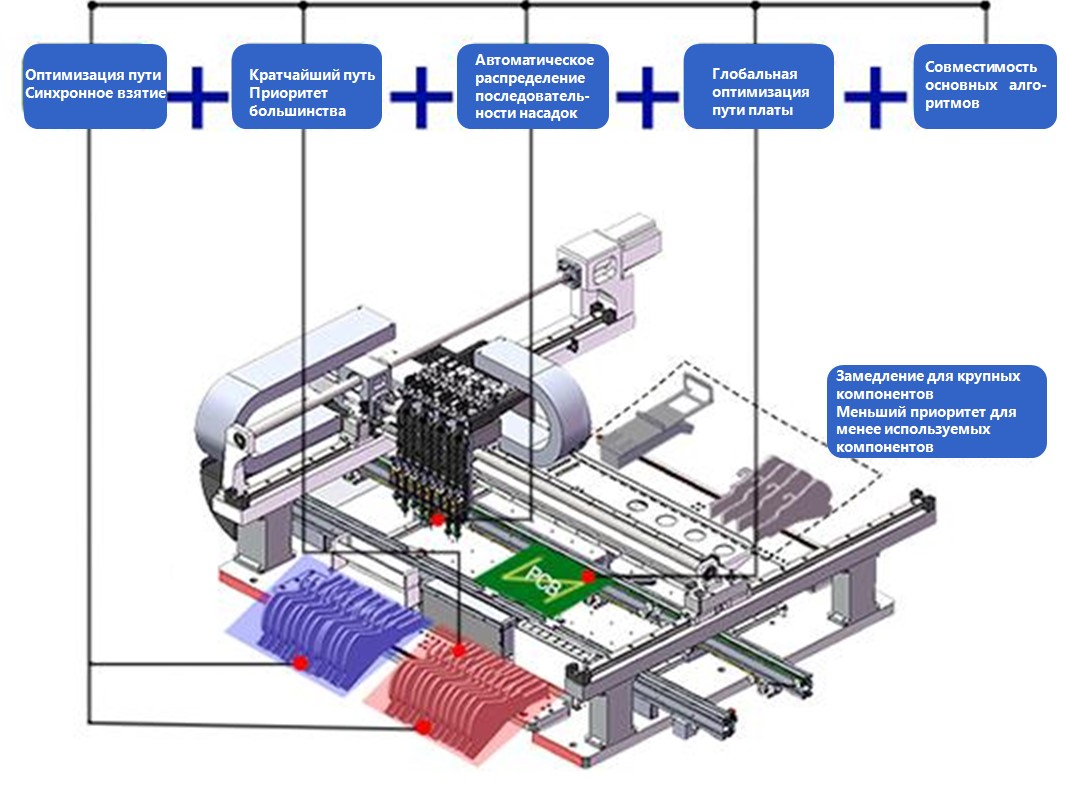 Оптимизация пути
Синхронное взятие
Кратчайший путь
Приоритет
большинства
Автоматическое
распределение
последователь-
ности насадок
Глобальная
оптимизация
пути платы
Совместимость
основных алго-
ритмов
Замедление для крупных
компонентов
Меньший приоритет для
менее используемых
компонентов
PCB